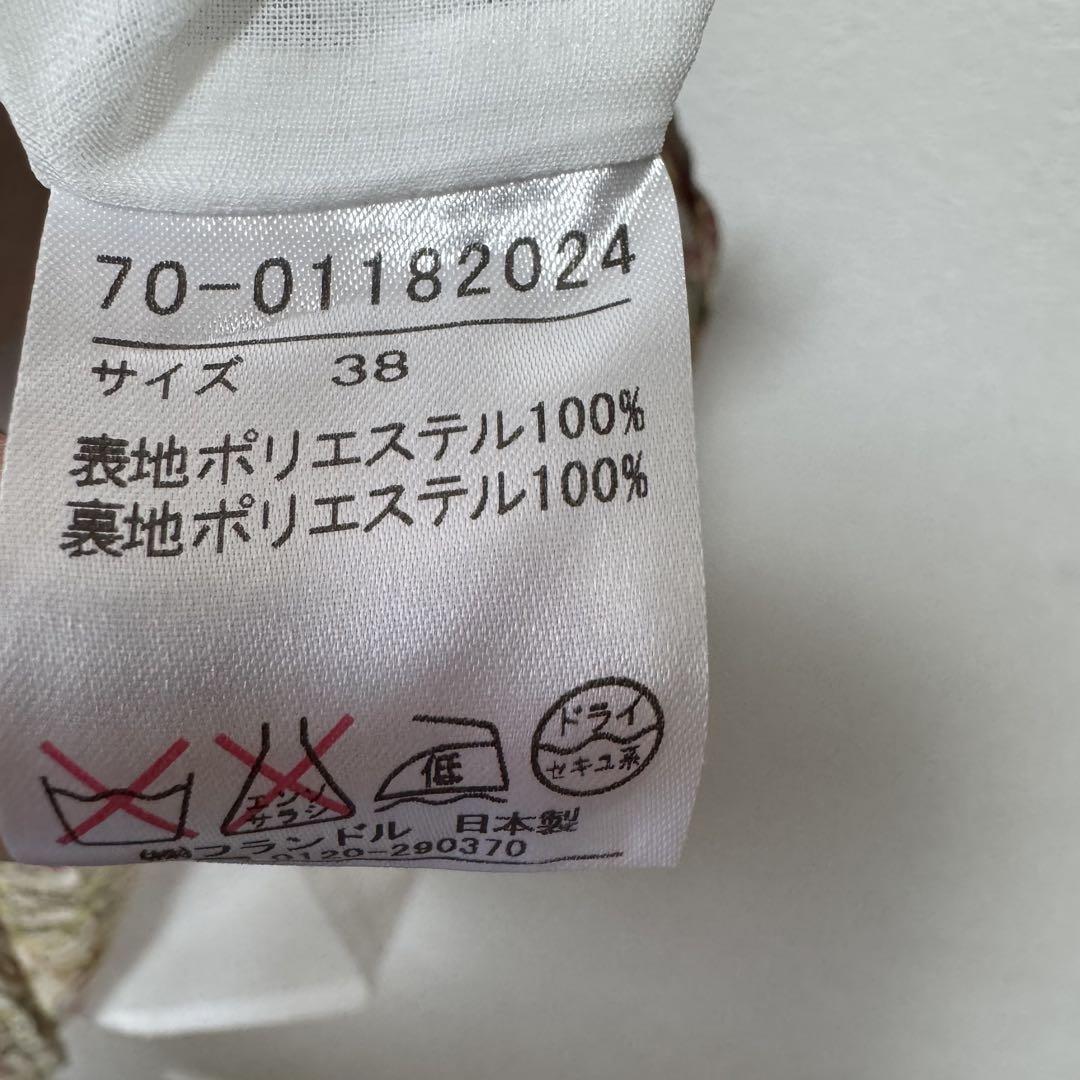 70-01182024
サイズ 38
表地ポリエステル100%
裏地ポリエステル100%
エンソ
サラシ
低
ドライ
セキユ系
㈱フランドル 日本製
0120-290370